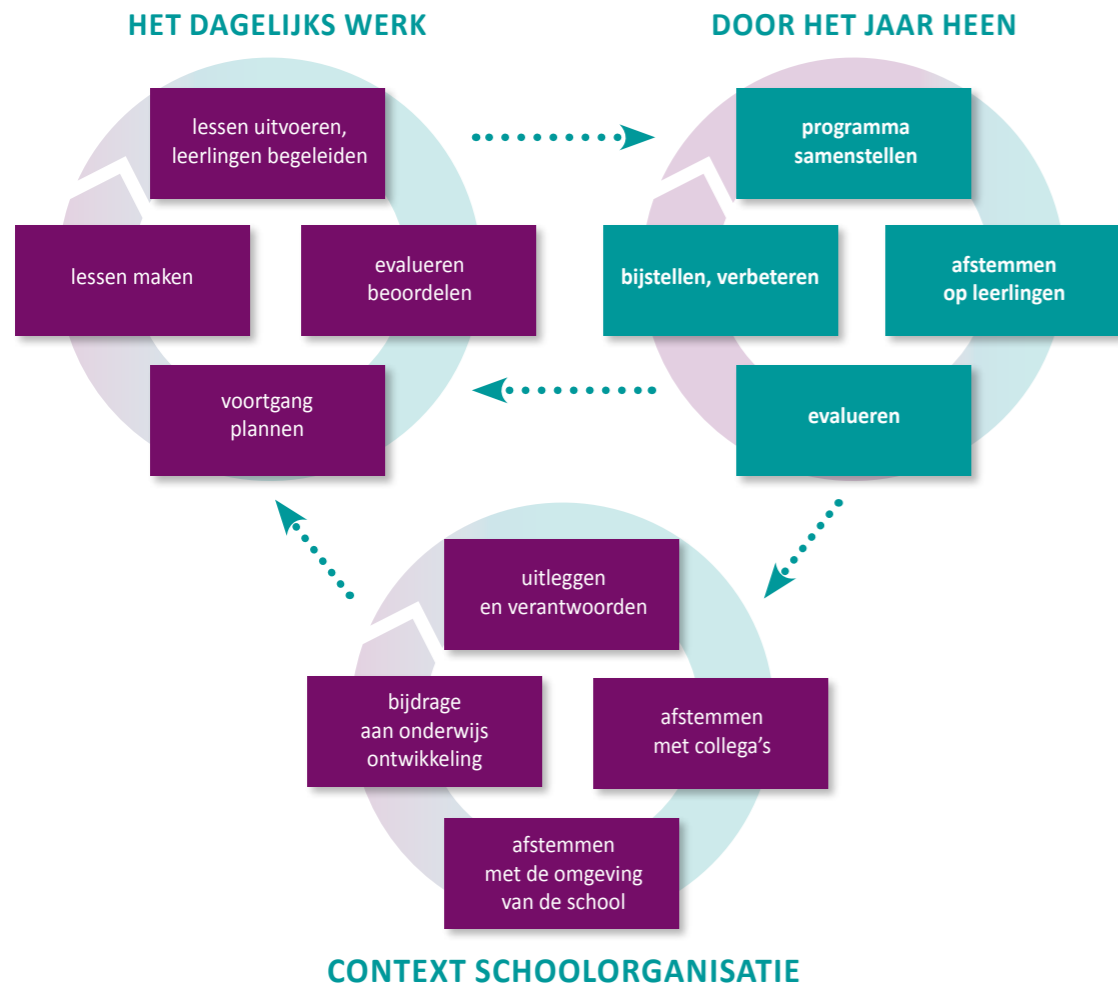 HET DAGELIJKS WERK
lessen uitvoeren,
leerlingen begeleiden
lessen maken
evalueren
beoordelen
voortgang
plannen
DOOR HET JAAR HEEN
programma
samenstellen
bijstellen, verbeteren
afstemmen
op leerlingen
evalueren
uitleggen
en verantwoorden
bijdrage
aan onderwijs
ontwikkeling
afstemmen
met collega's
afstemmen
met de omgeving
van de school
CONTEXT SCHOOLORGANISATIE